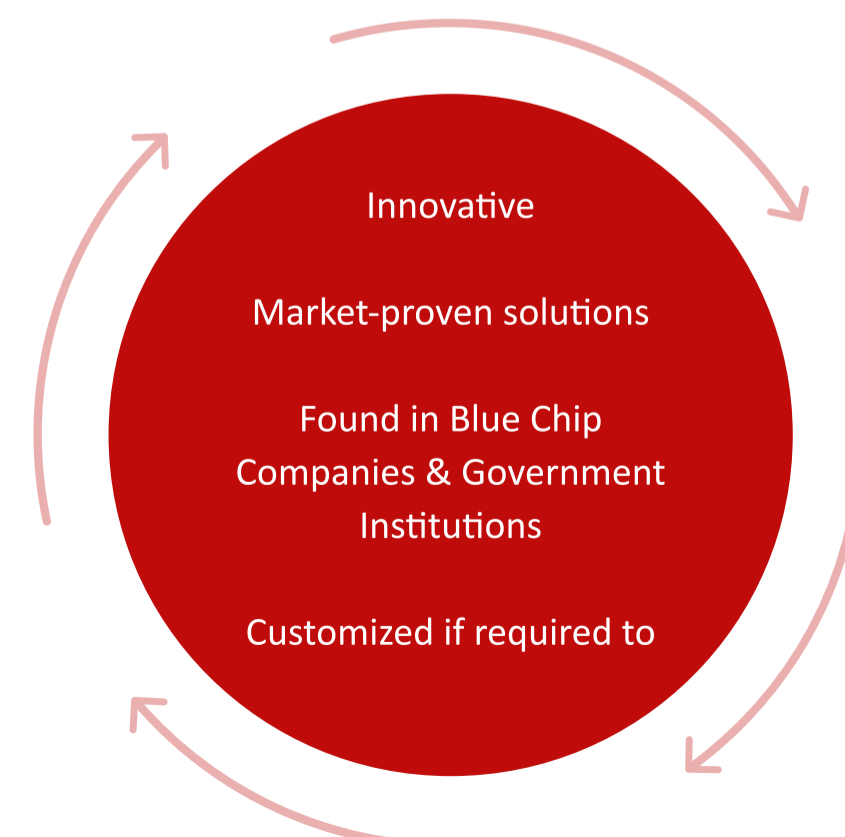 Innovative
Market-proven solutions
Found in Blue Chip
Companies & Government
Institutions
Customized if required to